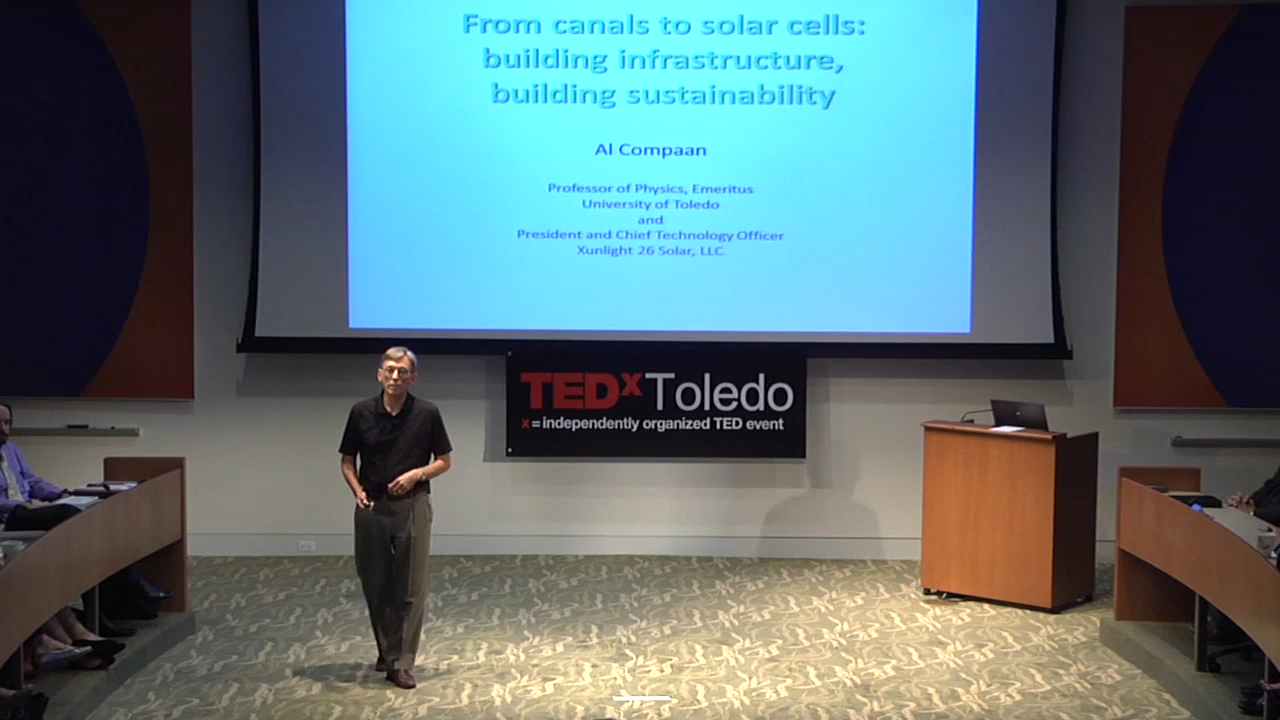 From canals to solar cells:
building infrastructure,
building sustainability
Al Compaan
Professor of Physics, Emeritus
University of Toledo
and
President and Chief Technology Officer
Xunlight 26 Solar, LLC
TEDxToledo
x = independently organized TED event